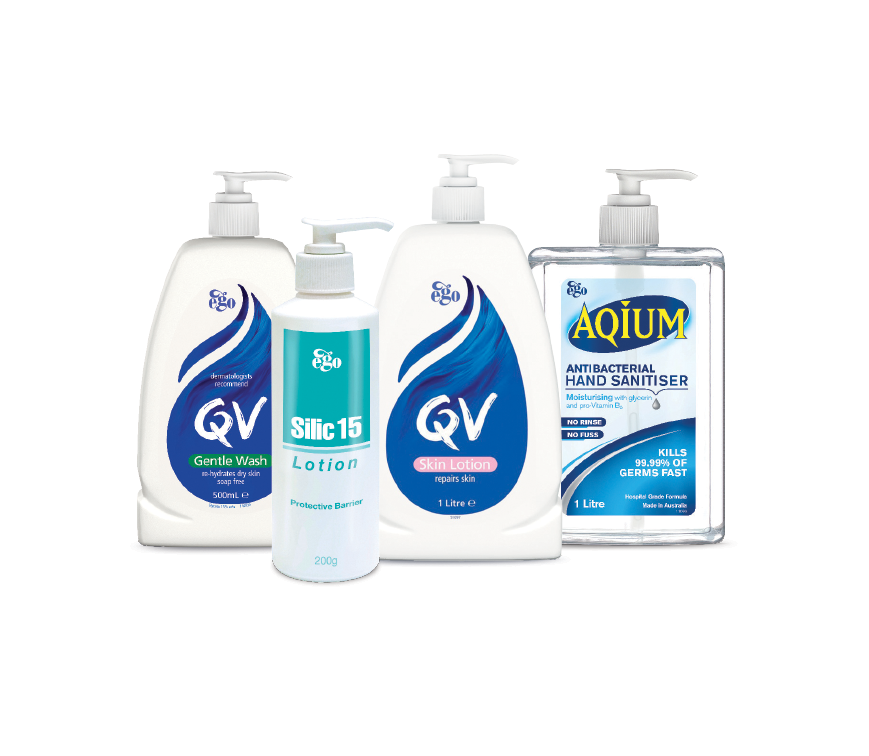 ego
dermatologists
recommend
QV
Gentle Wash
re-hydrates dry skin
soap free
500mL ℮
ego
Silic 15
Lotion
Protective Barrier
200g
ego
QV
Skin Lotion
repairs skin
1 Litre ℮
ego
AQIUM
ANTIBACTERIAL
HAND SANITISER
Moisturising with glycerin
and pro-Vitamin B₅
NO RINSE
NO FUSS
KILLS
99.99% OF
GERMS FAST
1 Litre
Hospital Grade Formula
Made in Australia